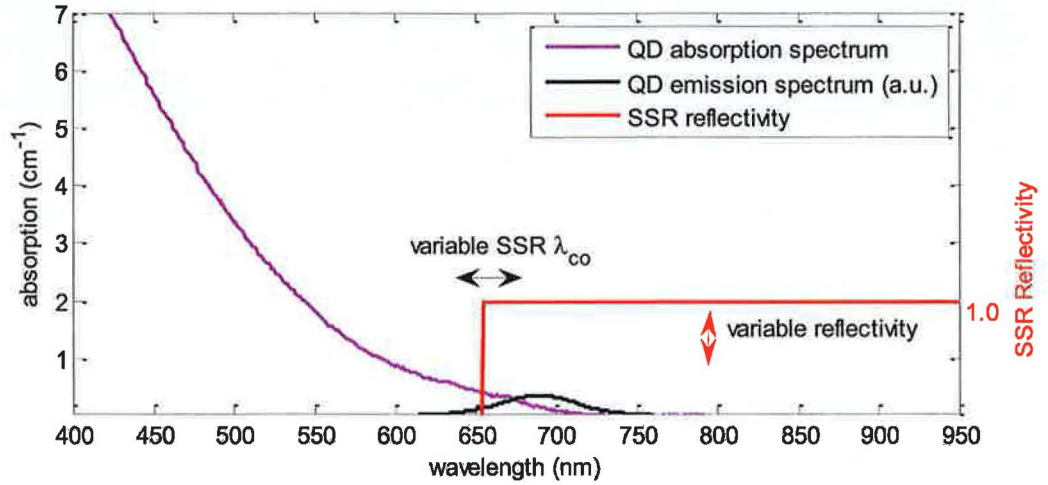 7
6
5
4
3
2
1
absorption (cm⁻¹)
QD absorption spectrum
QD emission spectrum (a.u.)
SSR reflectivity
variable SSR λco
variable reflectivity
1.0
SSR Reflectivity
400 450 500 550 600 650 700 750 800 850 900 950
wavelength (nm)